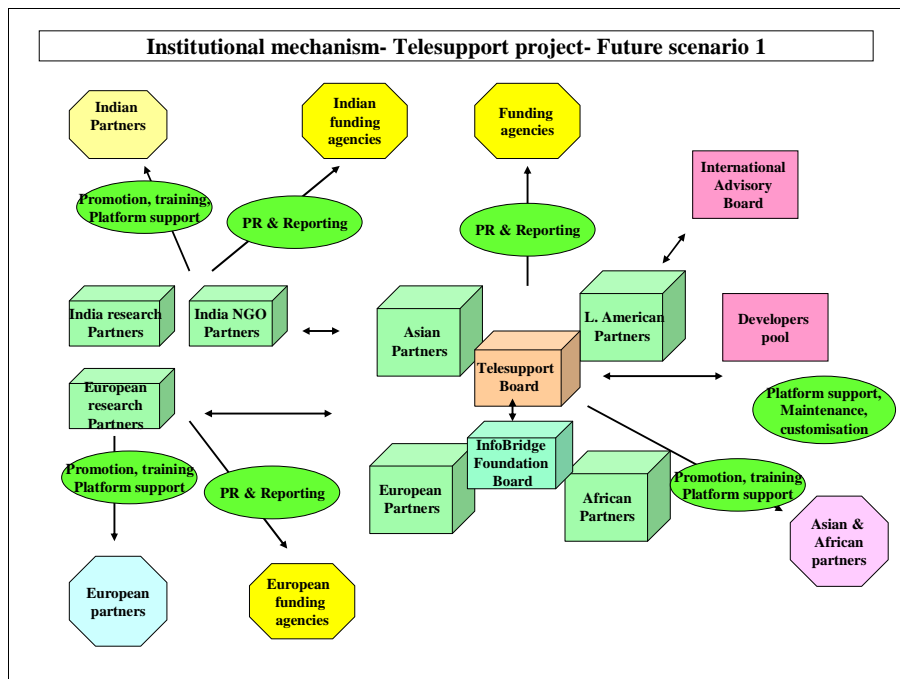 Institutional mechanism- Telesupport project- Future scenario 1
Indian
Partners
Indian
funding
agencies
Funding
agencies
International
Advisory
Board
Promotion, training,
Platform support
PR & Reporting
PR & Reporting
India research
Partners
India NGO
Partners
Asian
Partners
L. American
Partners
Developers
pool
Telesupport
Board
European
research
Partners
Platform support,
Maintenance,
customisation
InfoBridge
Foundation
Board
Promotion, training
Platform support
PR & Reporting
European
Partners
African
Partners
Promotion, training
Platform support
Asian &
African
partners
European
partners
European
funding
agencies